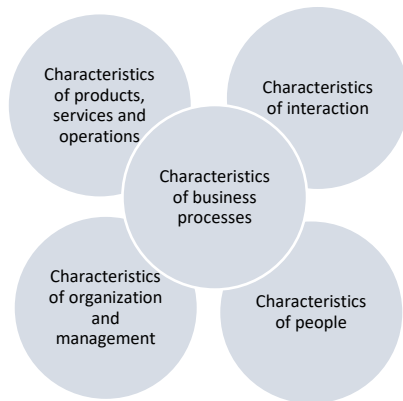 Characteristics
of products,
services and
operations
Characteristics
of interaction
Characteristics
of business
processes
Characteristics
of organization
and
management
Characteristics
of people